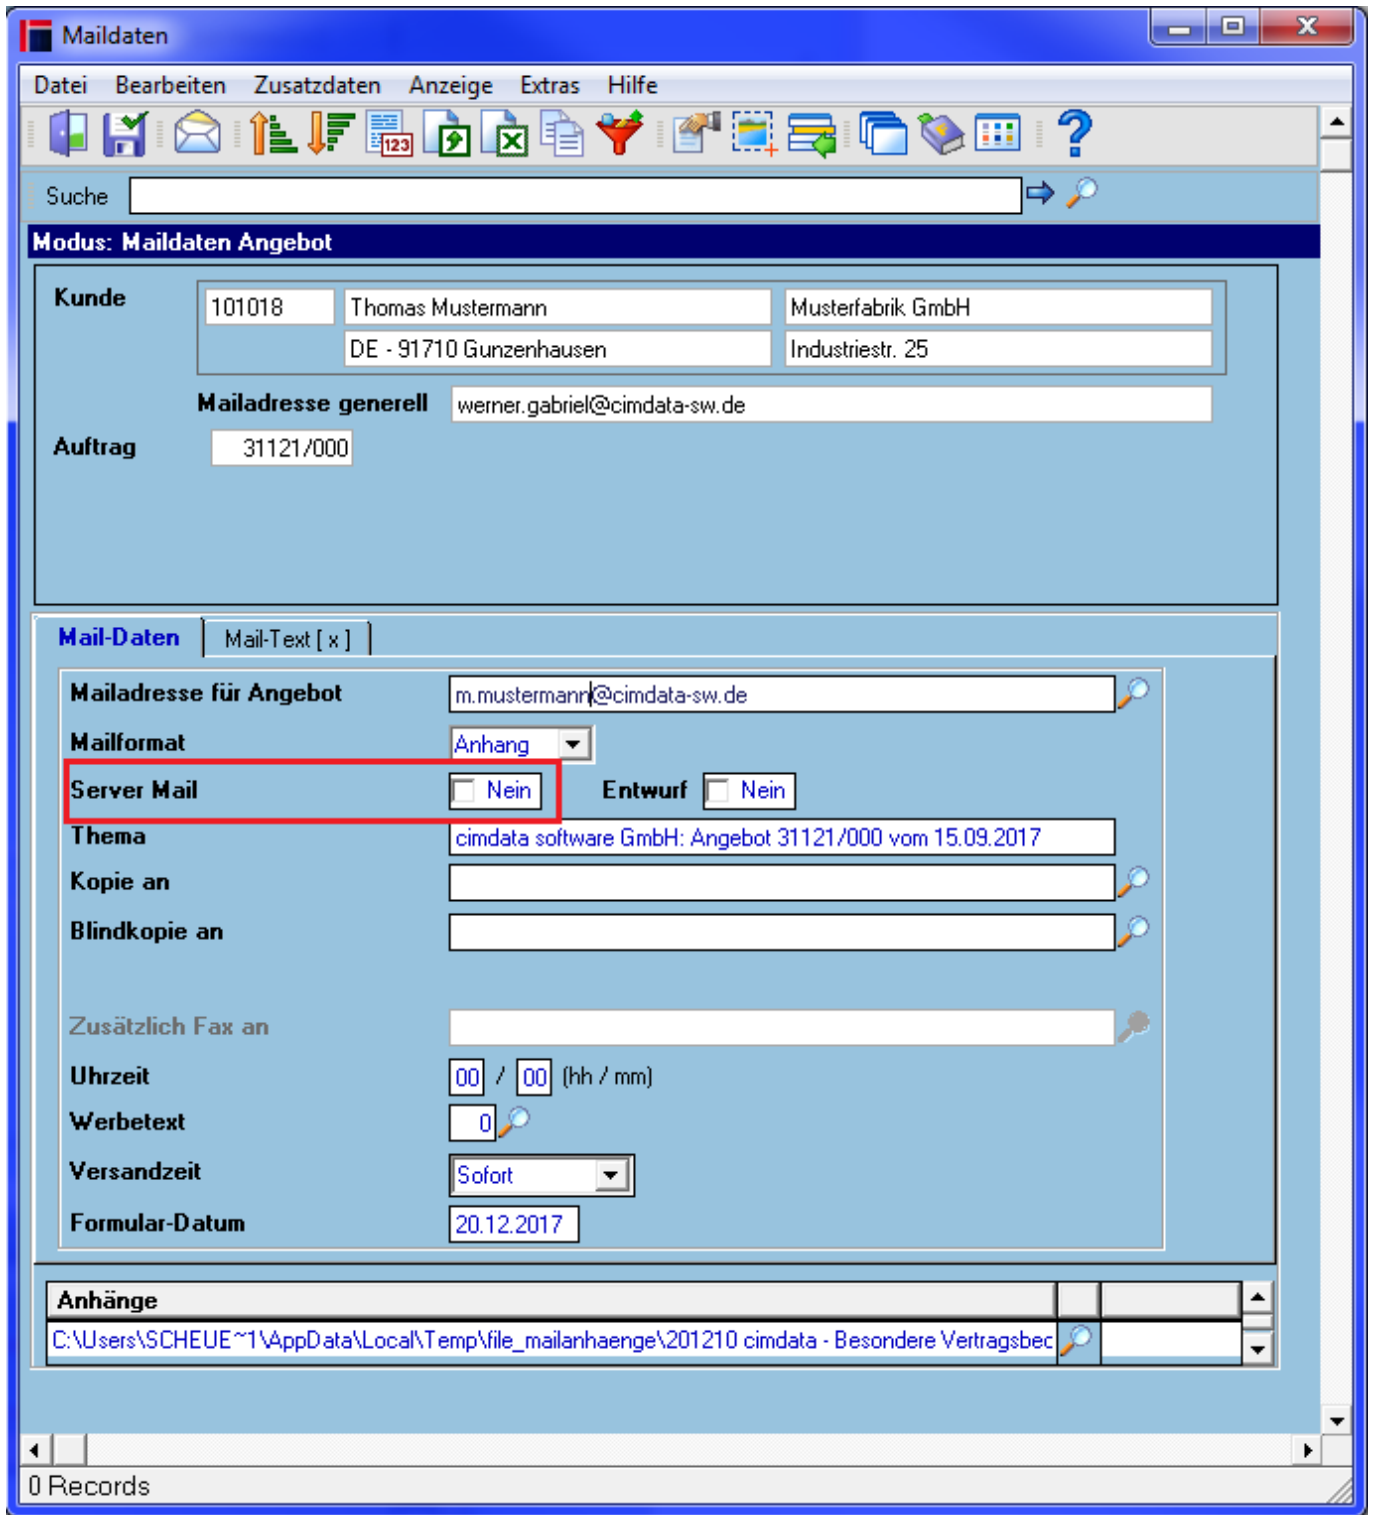 Maildaten
Datei Bearbeiten Zusatzdaten Anzeige Extras Hilfe
123
Suche
Modus: Maildaten Angebot
Kunde 101018 Thomas Mustermann Musterfabrik GmbH
DE - 91710 Gunzenhausen Industriestr. 25
Mailadresse generell werner.gabriel@cimdata-sw.de
Auftrag 31121/000
Mail-Daten Mail-Text [ x ]
Mailadresse für Angebot m.mustermann@cimdata-sw.de
Mailformat Anhang
Server Mail Nein Entwurf Nein
Thema cimdata software GmbH: Angebot 31121/000 vom 15.09.2017
Kopie an
Blindkopie an
Zusätzlich Fax an
Uhrzeit 00 / 00 (hh / mm)
Werbetext 0
Versandzeit Sofort
Formular-Datum 20.12.2017
Anhänge
C:\Users\SCHEUE~1\AppData\Local\Temp\file_mailanhaenge\201210 cimdata - Besondere Vertragsbec
0 Records